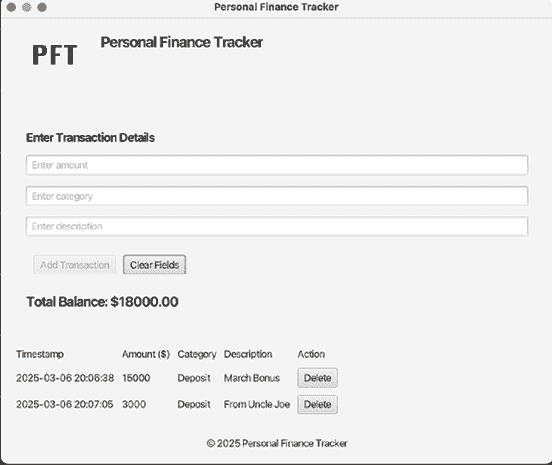 Personal Finance Tracker
PFT
Personal Finance Tracker
Enter Transaction Details
Enter amount
Enter category
Enter description
Add Transaction Clear Fields
Total Balance: $18000.00
Timestamp Amount ($) Category Description Action
2025-03-06 20:06:38 15000 Deposit March Bonus Delete
2025-03-06 20:07:05 3000 Deposit From Uncle Joe Delete
© 2025 Personal Finance Tracker